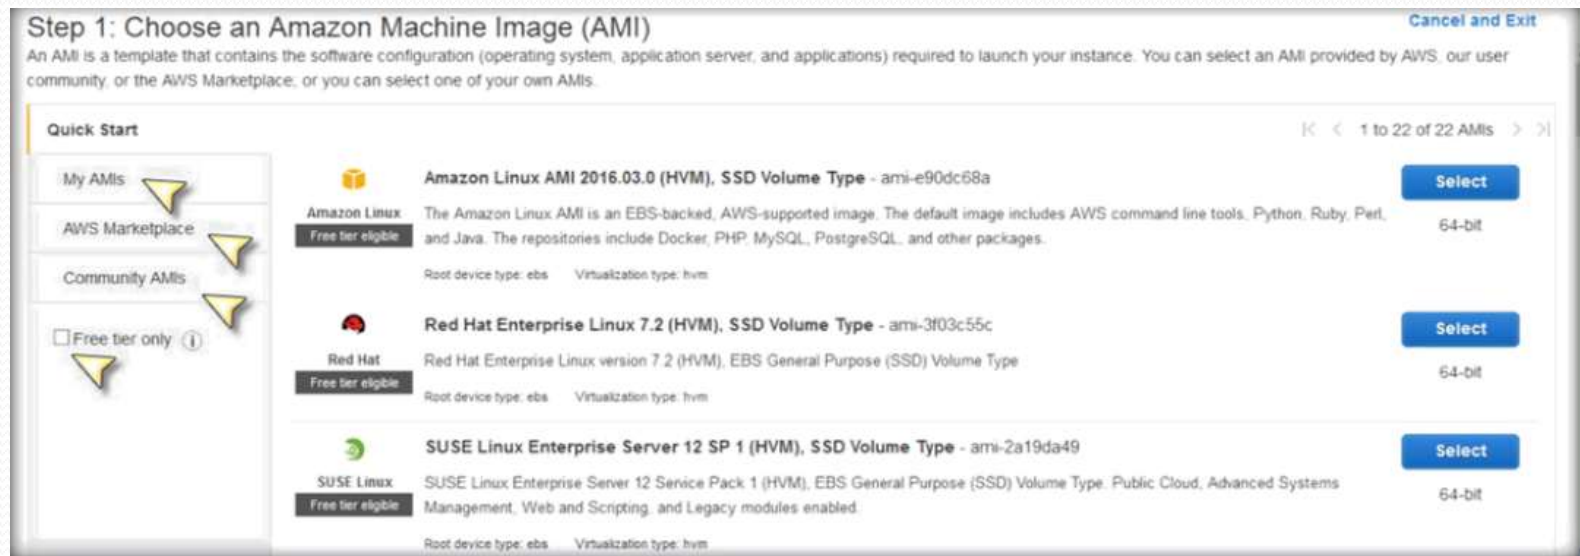 Step 1: Choose an Amazon Machine Image (AMI)
Cancel and Exit
An AMI is a template that contains the software configuration (operating system, application server, and applications) required to launch your instance. You can select an AMI provided by AWS, our user
community, or the AWS Marketplace; or you can select one of your own AMIs.
Quick Start
1 to 22 of 22 AMIs
My AMIs
AWS Marketplace
Community AMIs
Free tier only
Amazon Linux
Free tier eligible
Amazon Linux AMI 2016.03.0 (HVM), SSD Volume Type - ami-e90dc68a
Select
The Amazon Linux AMI is an EBS-backed, AWS-supported image. The default image includes AWS command line tools, Python, Ruby, Perl,
and Java. The repositories include Docker, PHP, MySQL, PostgreSQL, and other packages.
64-bit
Root device type: ebs Virtualization type: hvm
Red Hat
Free tier eligible
Red Hat Enterprise Linux 7.2 (HVM), SSD Volume Type - ami-3f03c55c
Select
Red Hat Enterprise Linux version 7.2 (HVM), EBS General Purpose (SSD) Volume Type
64-bit
Root device type: ebs Virtualization type: hvm
SUSE Linux
Free tier eligible
SUSE Linux Enterprise Server 12 SP 1 (HVM), SSD Volume Type - ami-2a19da49
Select
SUSE Linux Enterprise Server 12 Service Pack 1 (HVM), EBS General Purpose (SSD) Volume Type. Public Cloud, Advanced Systems
Management, Web and Scripting, and Legacy modules enabled.
64-bit
Root device type: ebs Virtualization type: hvm